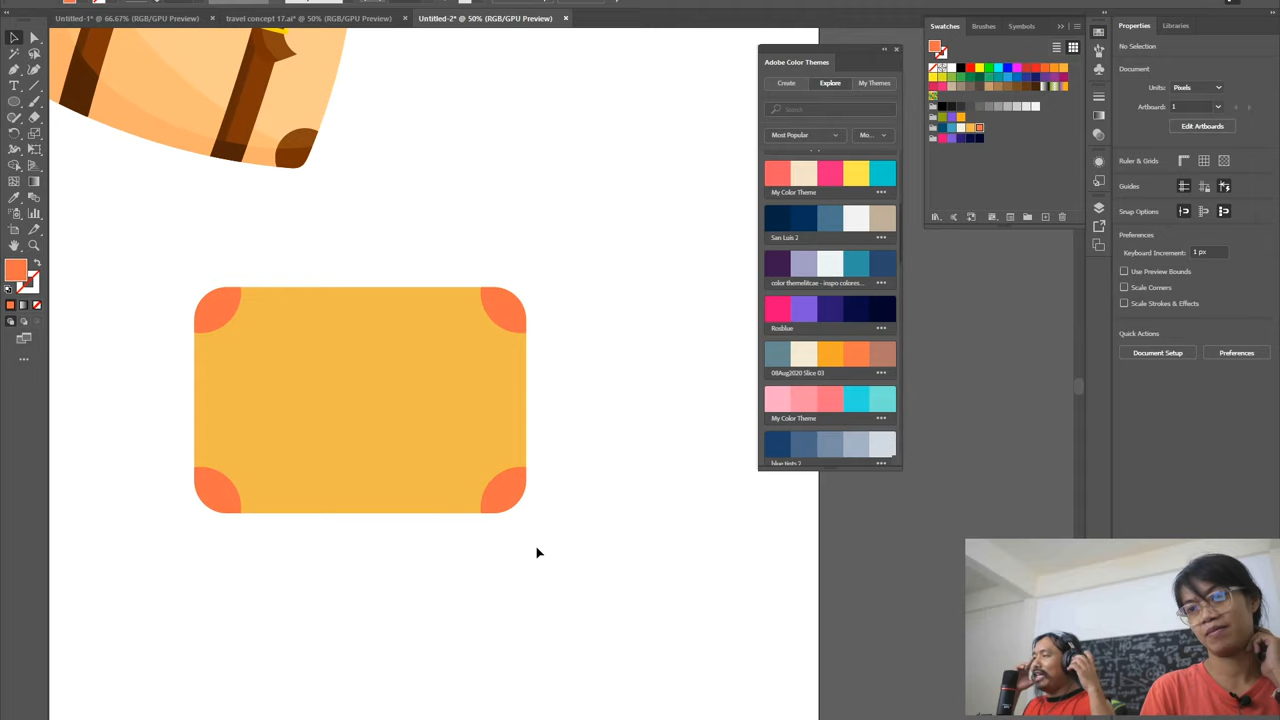 Untitled-1* @ 66.67% (RGB/GPU Preview) ×
travel concept 17.ai* @ 50% (RGB/GPU Preview) ×
Untitled-2* @ 50% (RGB/GPU Preview) ×
Adobe Color Themes
Create
Explore
My Themes
Search
Most Popular
Mo...
My Color Theme
San Luis 2
color themelitcae - inspo colores...
Rosblue
08Aug2020 Slice 03
My Color Theme
blue tints 2
Swatches
Brushes
Symbols
Properties
Libraries
No Selection
Document
Units:
Pixels
Artboard:
1
Edit Artboards
Ruler & Grids
Guides
Snap Options
Preferences
Keyboard Increment:
1 px
Use Preview Bounds
Scale Corners
Scale Strokes & Effects
Quick Actions
Document Setup
Preferences